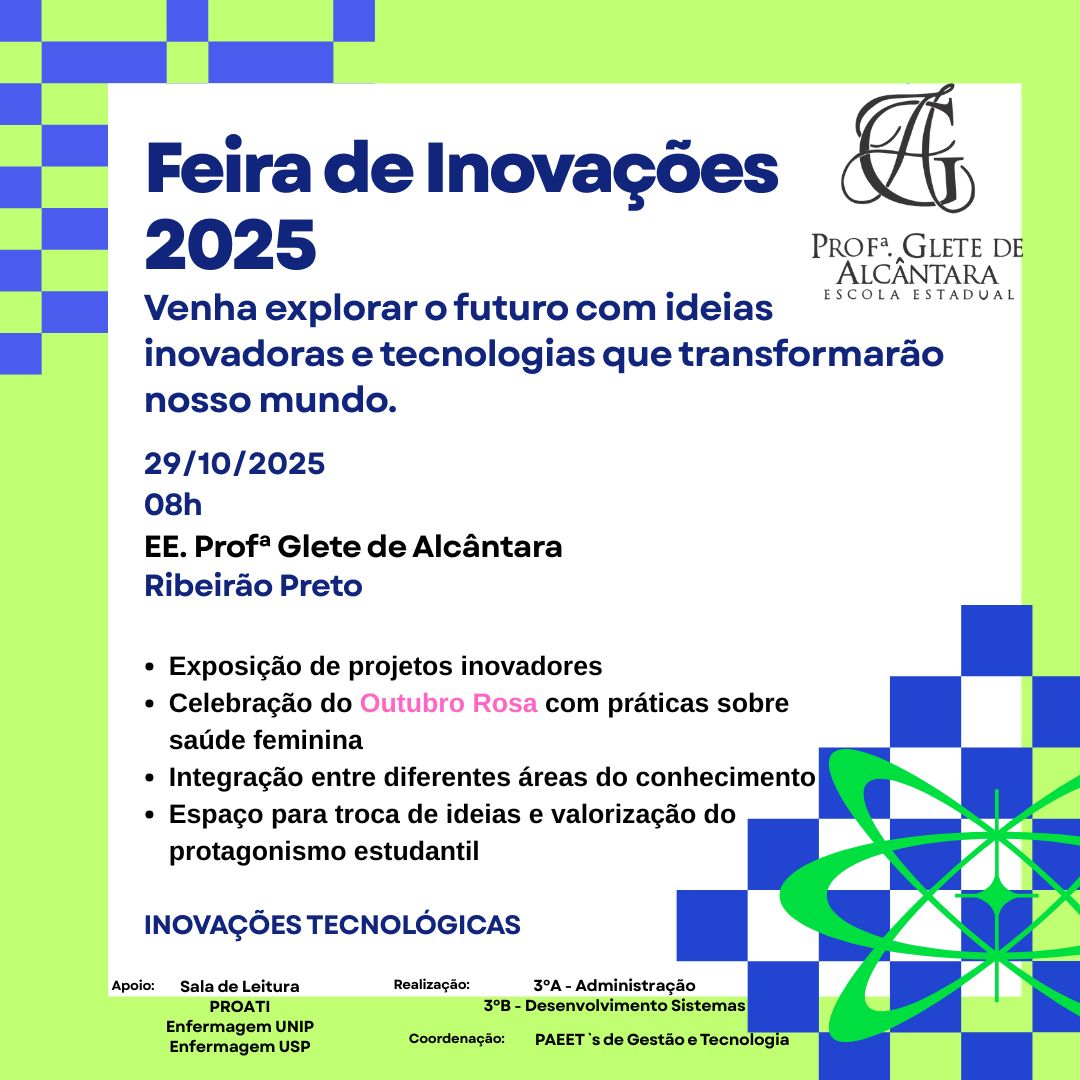 Feira de Inovações
2025
PROFª. GLETE DE
ALCÂNTARA
ESCOLA ESTADUAL
Venha explorar o futuro com ideias
inovadoras e tecnologias que transformarão
nosso mundo.
29/10/2025
08h
EE. Profª Glete de Alcântara
Ribeirão Preto
• Exposição de projetos inovadores
• Celebração do Outubro Rosa com práticas sobre
saúde feminina
• Integração entre diferentes áreas do conhecimento
• Espaço para troca de ideias e valorização do
protagonismo estudantil
INOVAÇÕES TECNOLÓGICAS
Apoio: Sala de Leitura
PROATI
Enfermagem UNIP
Enfermagem USP
Realização: 3ºA - Administração
3ºB - Desenvolvimento Sistemas
Coordenação: PAEET `s de Gestão e Tecnologia